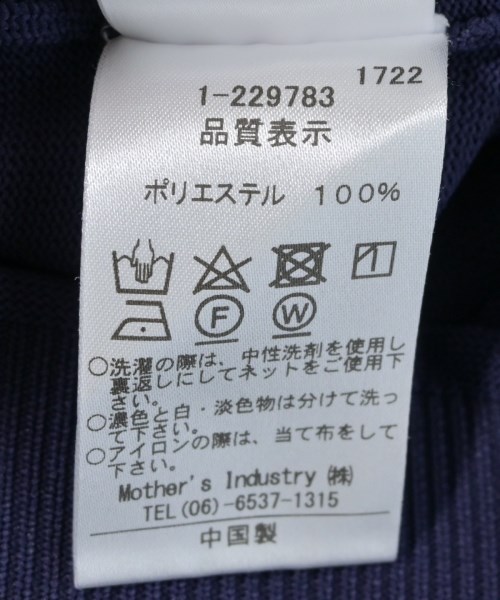 1722
1-229783
品質表示
ポリエステル 100%
F W
○洗濯の際は、中性洗剤を使用し
裏返しにしてネットをご使用下
さい。
○濃色と白・淡色物は分けて洗っ
て下さい。
○アイロンの際は、当て布をして
下さい。
Mother's Industry ㈱
TEL(06)-6537-1315
中国製